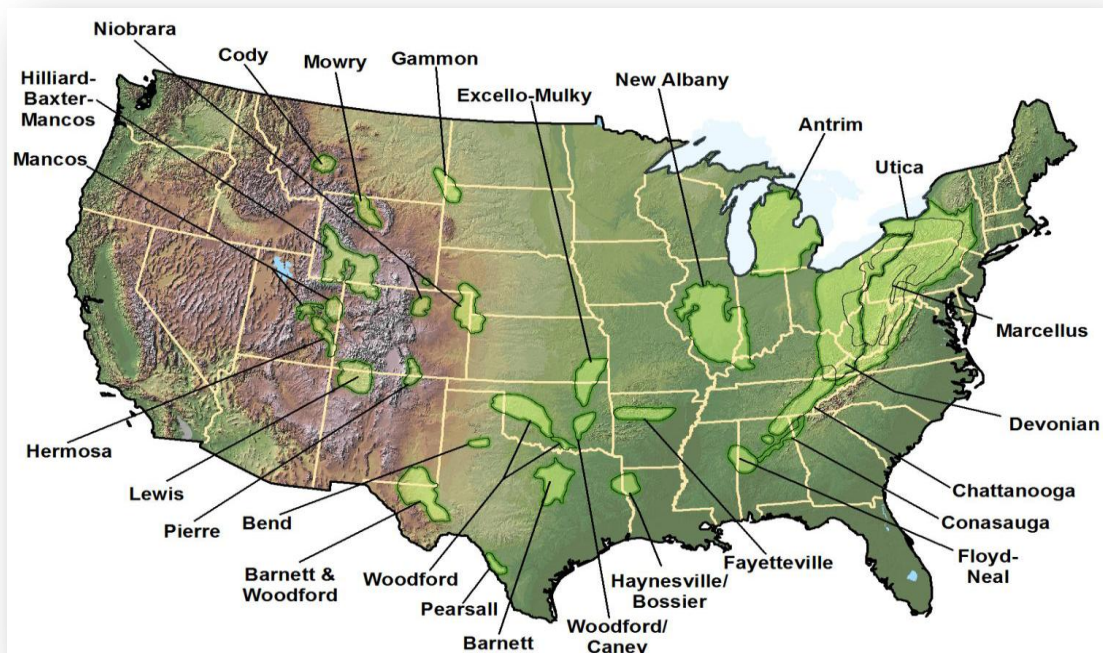 Niobrara
Cody
Mowry
Gammon
Hilliard-
Baxter-
Mancos
New Albany
Excello-Mulky
Antrim
Mancos
Utica
Marcellus
Devonian
Hermosa
Lewis
Chattanooga
Bend
Pierre
Conasauga
Fayetteville
Floyd-
Neal
Barnett &
Woodford
Woodford
Haynesville/
Bossier
Pearsall
Woodford/
Caney
Barnett